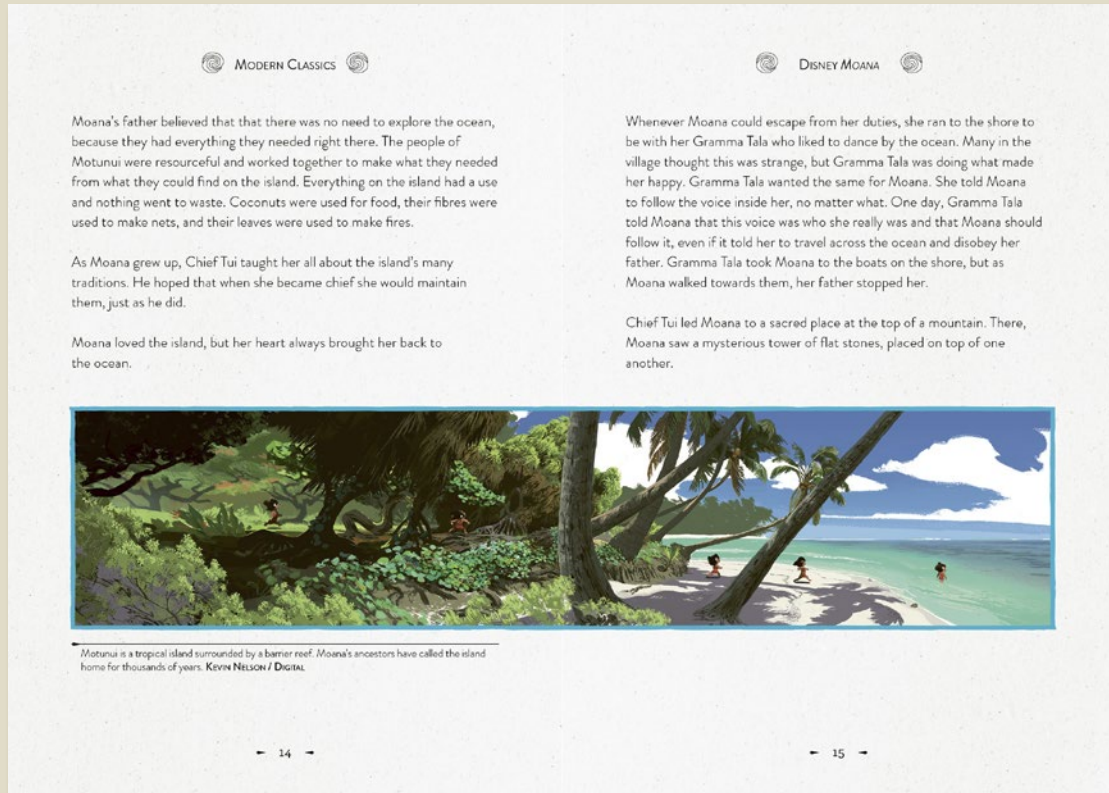 MODERN CLASSICS
Moana's father believed that that there was no need to explore the ocean,
because they had everything they needed right there. The people of
Motunui were resourceful and worked together to make what they needed
from what they could find on the island. Everything on the island had a use
and nothing went to waste. Coconuts were used for food, their fibres were
used to make nets, and their leaves were used to make fires.
As Moana grew up, Chief Tui taught her all about the island's many
traditions. He hoped that when she became chief she would maintain
them, just as he did.
Moana loved the island, but her heart always brought her back to
the ocean.
Motunui is a tropical island surrounded by a barrier reef. Moana's ancestors have called the island
home for thousands of years. KEVIN NELSON / DIGITAL
14
DISNEY MOANA
Whenever Moana could escape from her duties, she ran to the shore to
be with her Gramma Tala who liked to dance by the ocean. Many in the
village thought this was strange, but Gramma Tala was doing what made
her happy. Gramma Tala wanted the same for Moana. She told Moana
to follow the voice inside her, no matter what. One day, Gramma Tala
told Moana that this voice was who she really was and that Moana should
follow it, even if it told her to travel across the ocean and disobey her
father. Gramma Tala took Moana to the boats on the shore, but as
Moana walked towards them, her father stopped her.
Chief Tui led Moana to a sacred place at the top of a mountain. There,
Moana saw a mysterious tower of flat stones, placed on top of one
another.
15